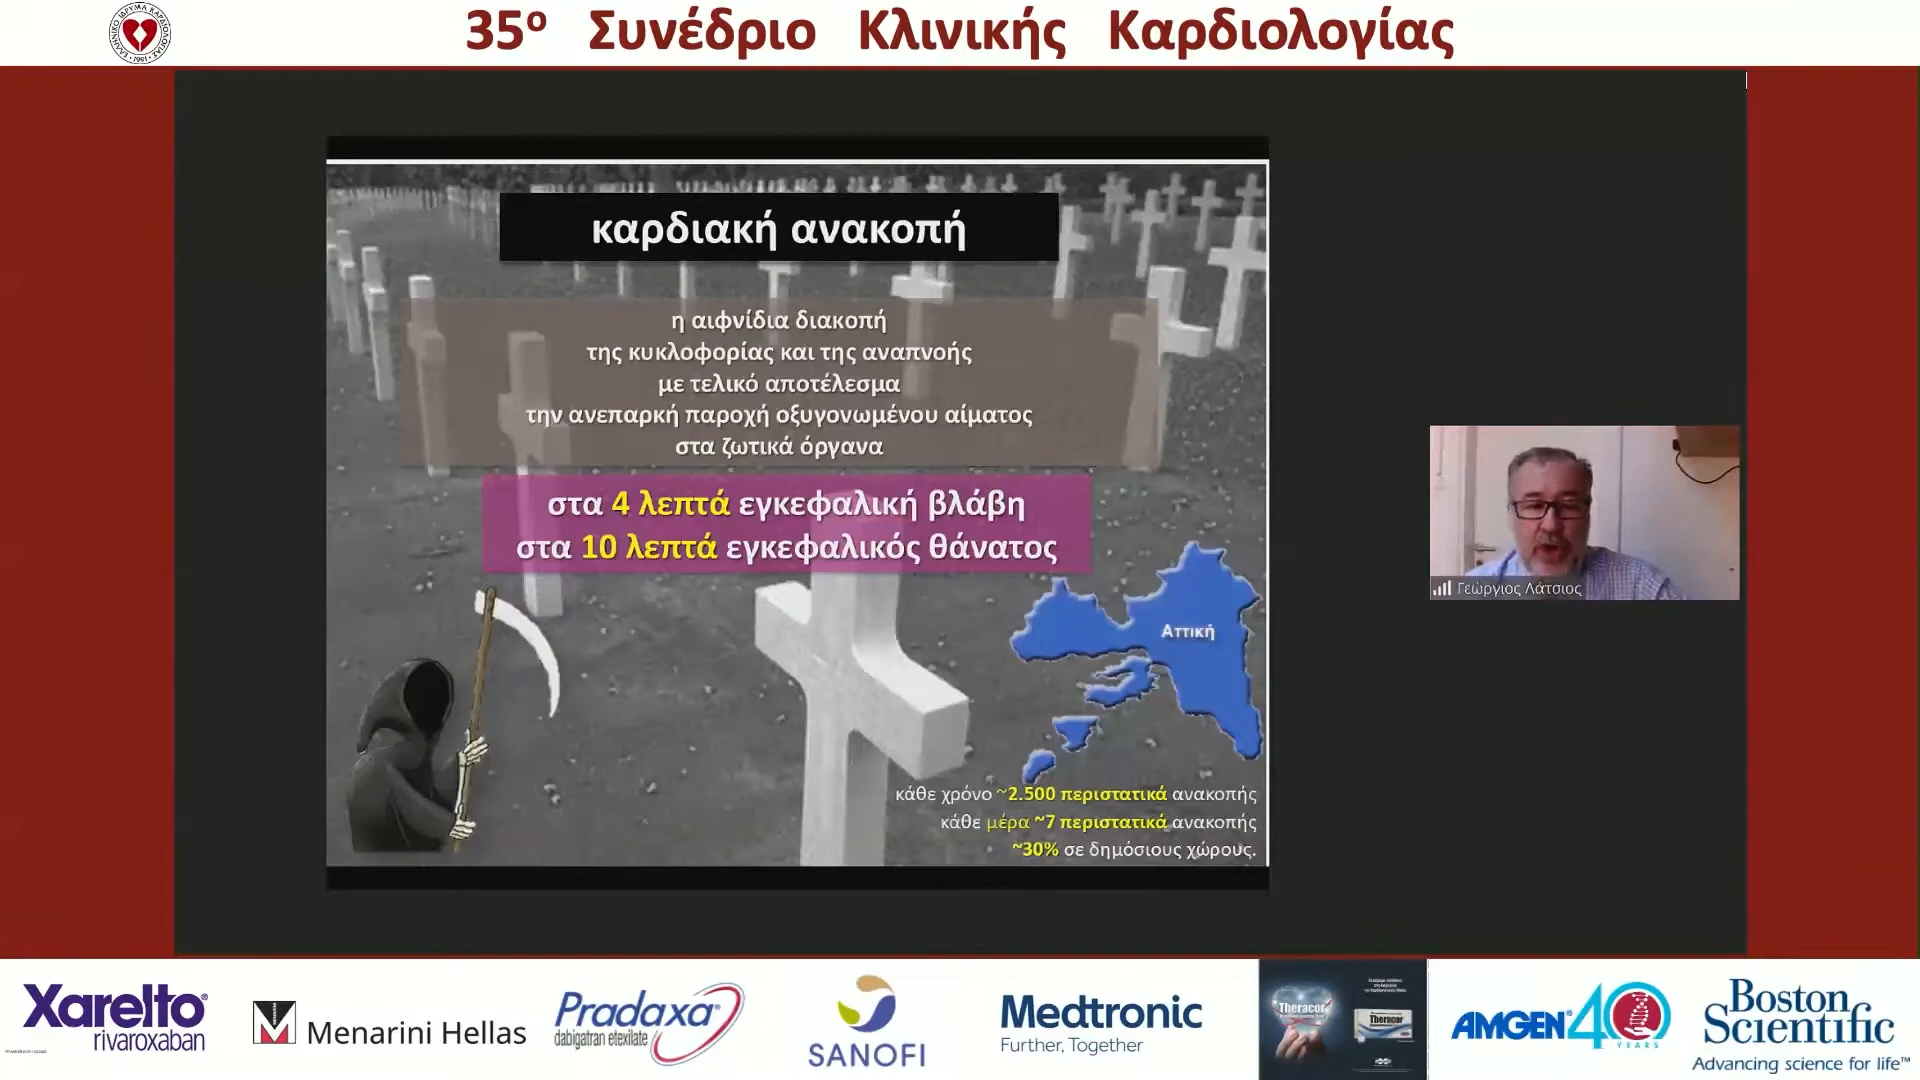 35º Συνέδριο Κλινικής Καρδιολογίας
καρδιακή ανακοπή
η αιφνίδια διακοπή
της κυκλοφορίας και της αναπνοής
με τελικό αποτέλεσμα
την ανεπαρκή παροχή οξυγονωμένου αίματος
στα ζωτικά όργανα
στα 4 λεπτά εγκεφαλική βλάβη
στα 10 λεπτά εγκεφαλικός θάνατος
Αττική
κάθε χρόνο ~2.500 περιστατικά ανακοπής
κάθε μέρα ~7 περιστατικά ανακοπής
~30% σε δημόσιους χώρους.
Γεώργιος Λάτσιος
Xarelto®
rivaroxaban
Menarini Hellas
Pradaxa®
dabigatran etexilate
SANOFI
Medtronic
Further, Together
Theracor
Theracor
AMGEN® 40
YEARS
Boston
Scientific
Advancing science for life™